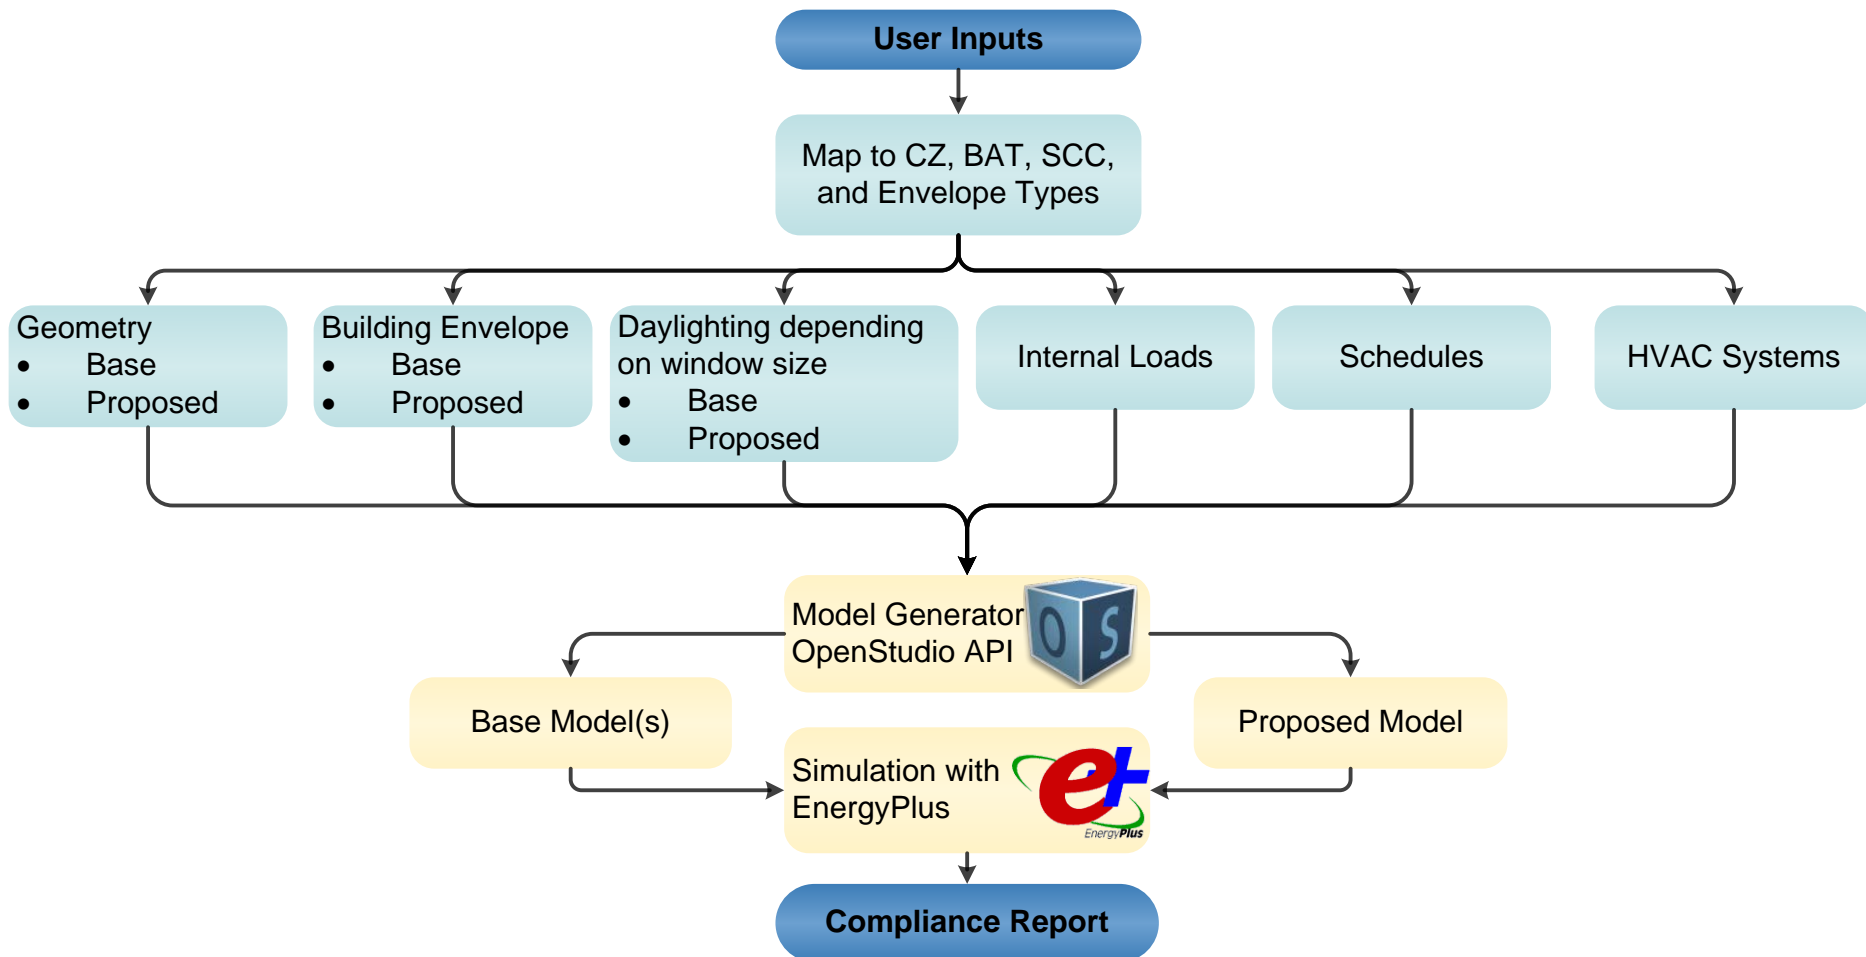 User Inputs
Map to CZ, BAT, SCC,
and Envelope Types
Geometry
• Base
• Proposed
Building Envelope
• Base
• Proposed
Daylighting depending
on window size
• Base
• Proposed
Internal Loads
Schedules
HVAC Systems
Model Generator
OpenStudio API
O S
Base Model(s)
Proposed Model
Simulation with
EnergyPlus
e+
EnergyPlus
Compliance Report